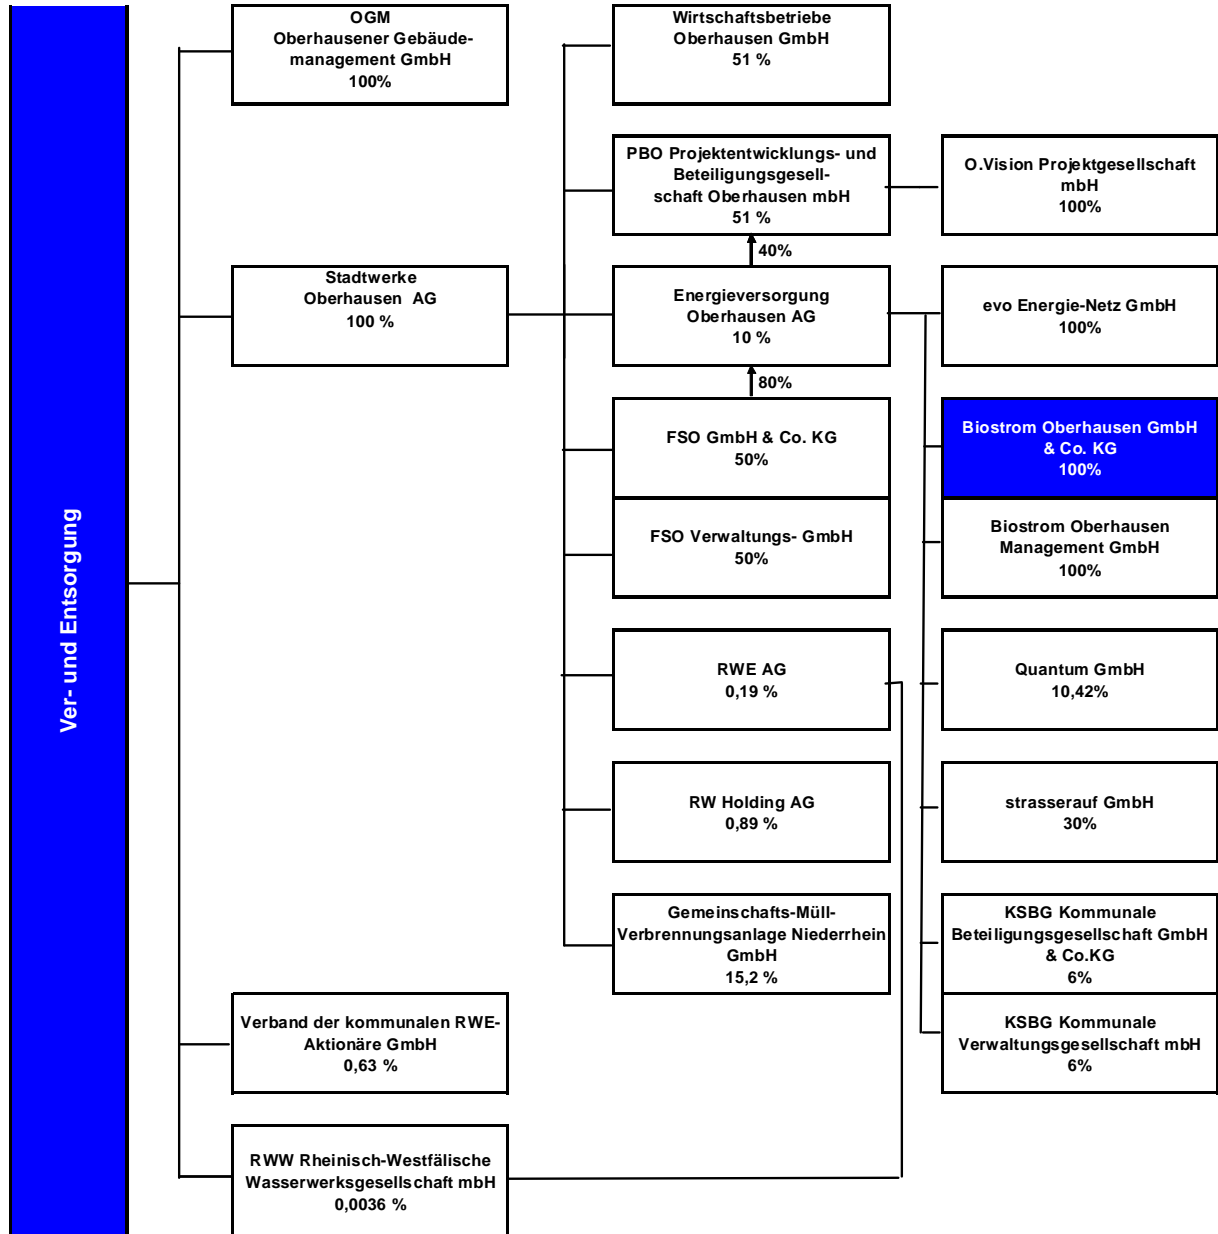 Ver- und Entsorgung
OGM
Oberhausener Gebäude-
management GmbH
100%
Stadtwerke
Oberhausen AG
100 %
Verband der kommunalen RWE-
Aktionäre GmbH
0,63 %
RWW Rheinisch-Westfälische
Wasserwerksgesellschaft mbH
0,0036 %
Wirtschaftsbetriebe
Oberhausen GmbH
51 %
PBO Projektentwicklungs- und
Beteiligungsgesell-
schaft Oberhausen mbH
51 %
40%
Energieversorgung
Oberhausen AG
10 %
80%
FSO GmbH & Co. KG
50%
FSO Verwaltungs- GmbH
50%
RWE AG
0,19 %
RW Holding AG
0,89 %
Gemeinschafts-Müll-
Verbrennungsanlage Niederrhein
GmbH
15,2 %
O.Vision Projektgesellschaft
mbH
100%
evo Energie-Netz GmbH
100%
Biostrom Oberhausen GmbH
& Co. KG
100%
Biostrom Oberhausen
Management GmbH
100%
Quantum GmbH
10,42%
strasserauf GmbH
30%
KSBG Kommunale
Beteiligungsgesellschaft GmbH
& Co.KG
6%
KSBG Kommunale
Verwaltungsgesellschaft mbH
6%